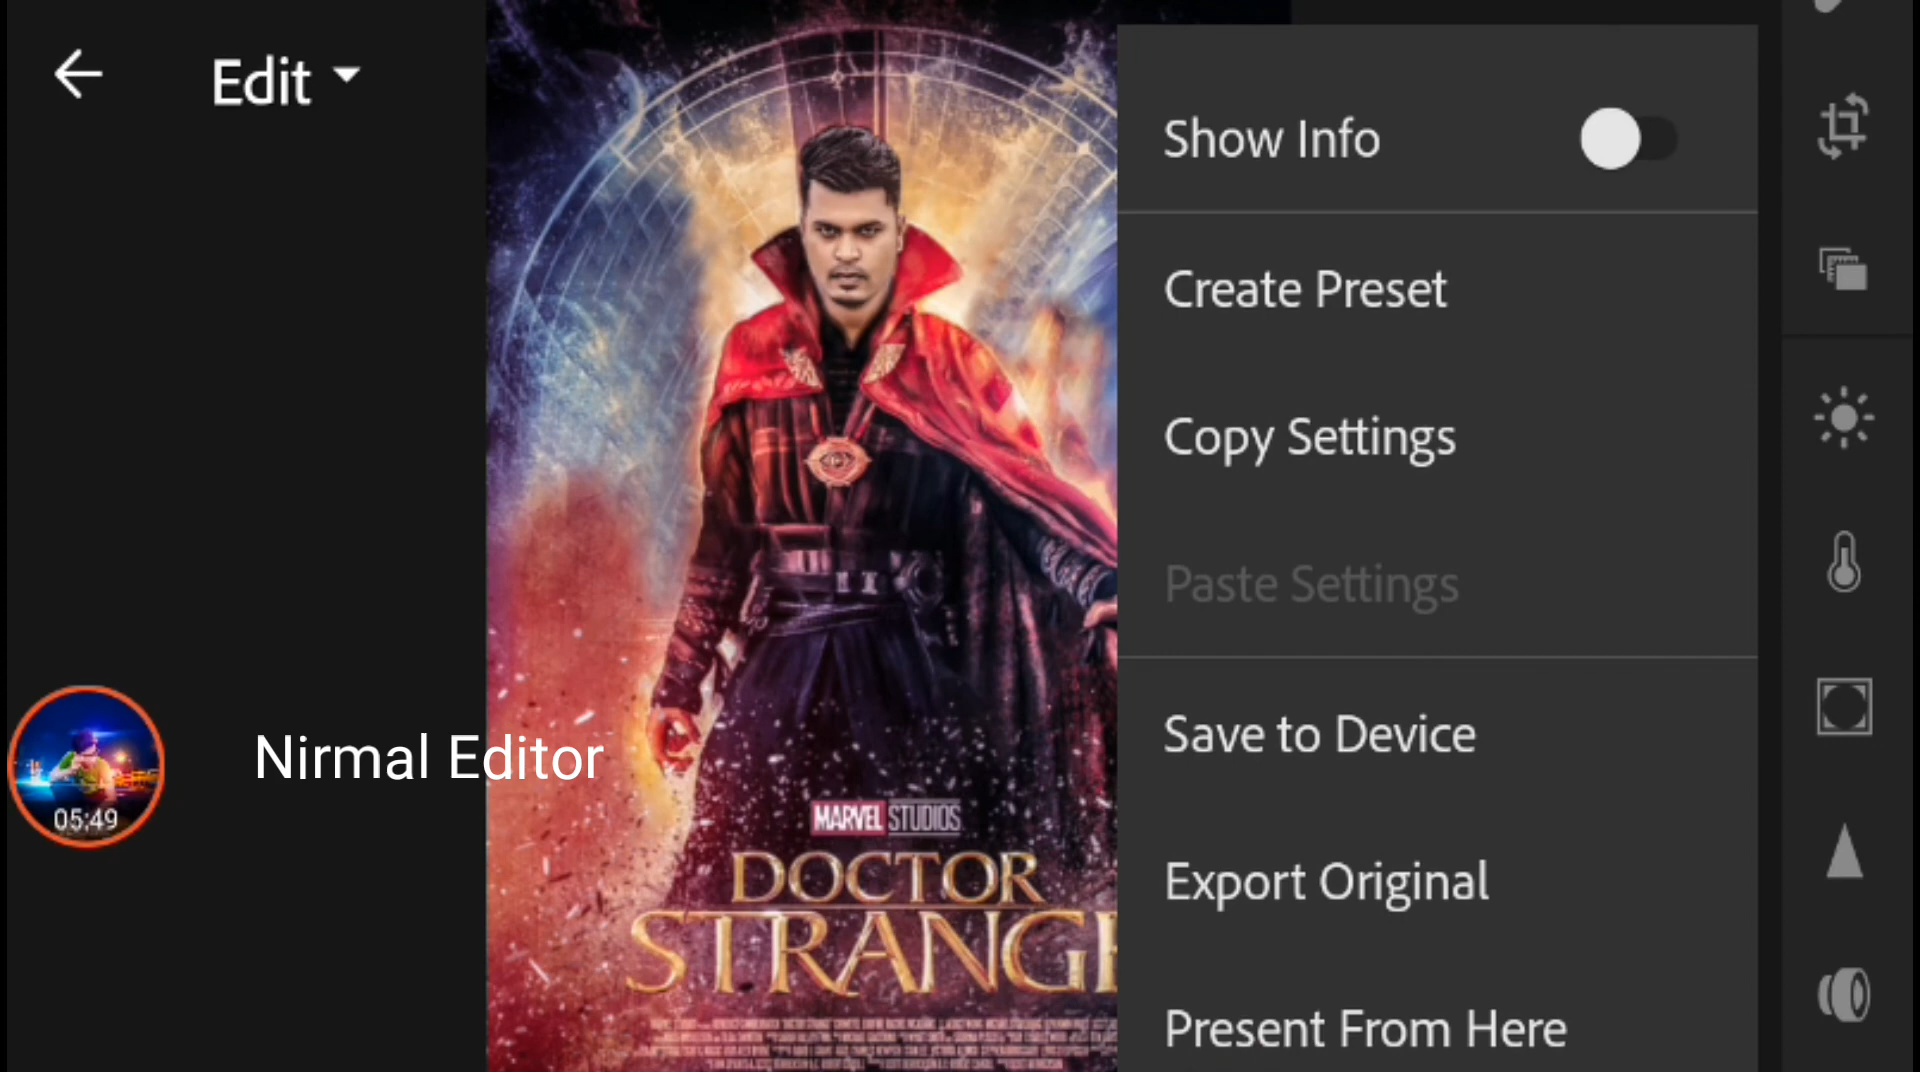 Edit
Show Info
Create Preset
Copy Settings
Paste Settings
Save to Device
Export Original
Present From Here
05:49
Nirmal Editor
MARVEL STUDIOS
DOCTOR
STRANGE